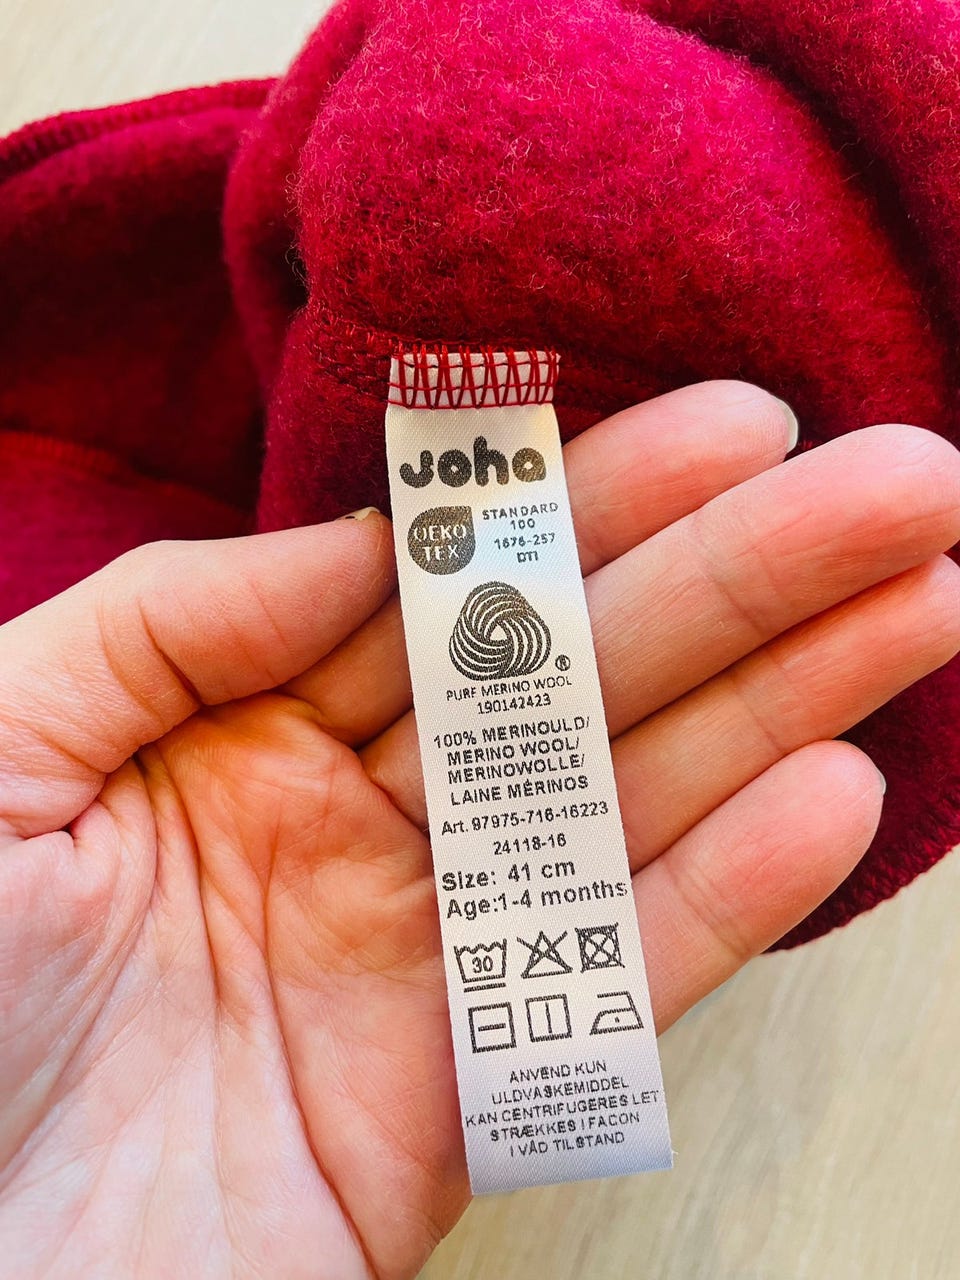 joha
OEKO
TEX
STANDARD
100
1676-257
DTI
®
PURE MERINO WOOL
190142423
100% MERINOULD/
MERINO WOOL/
MERINOWOLLE/
LAINE MÉRINOS
Art. 97975-716-16223
24118-16
Size: 41 cm
Age:1-4 months
30
ANVEND KUN
ULDVASKEMIDDEL
KAN CENTRIFUGERES LET
STRÆKKES I FACON
I VÅD TILSTAND